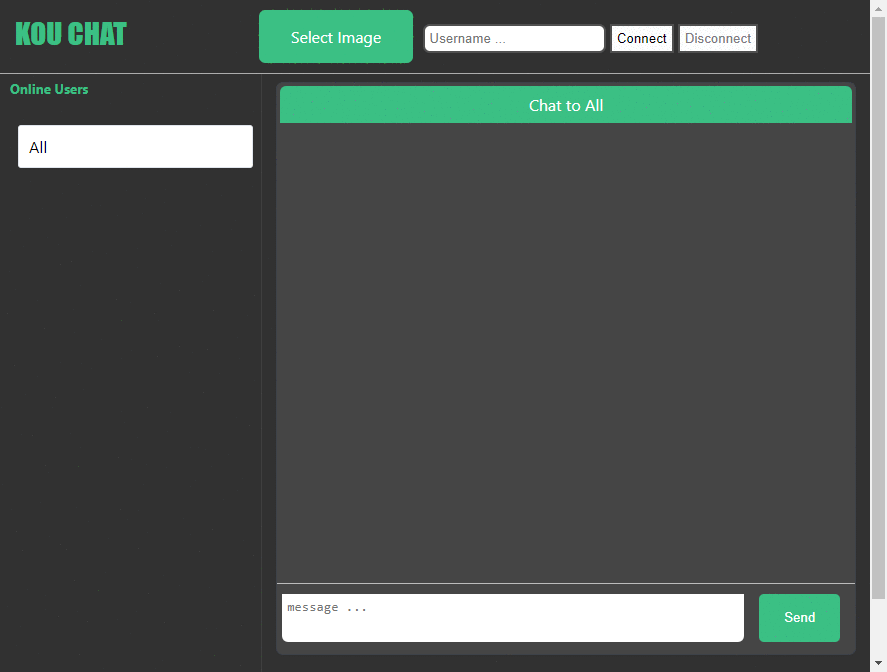 KOU CHAT
Select Image
Username ...
Connect
Disconnect
Online Users
All
Chat to All
message ...
Send